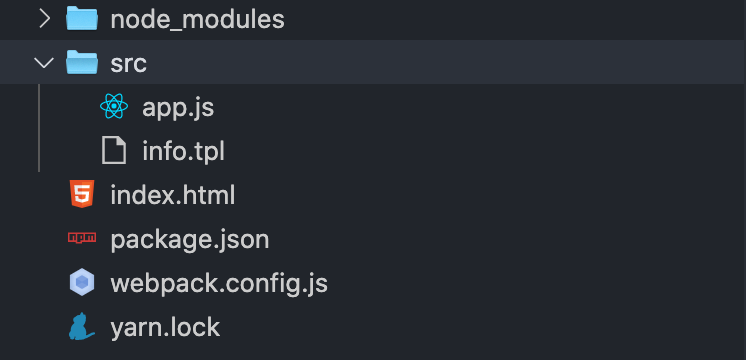 node_modules
src
app.js
info.tpl
index.html
package.json
webpack.config.js
yarn.lock